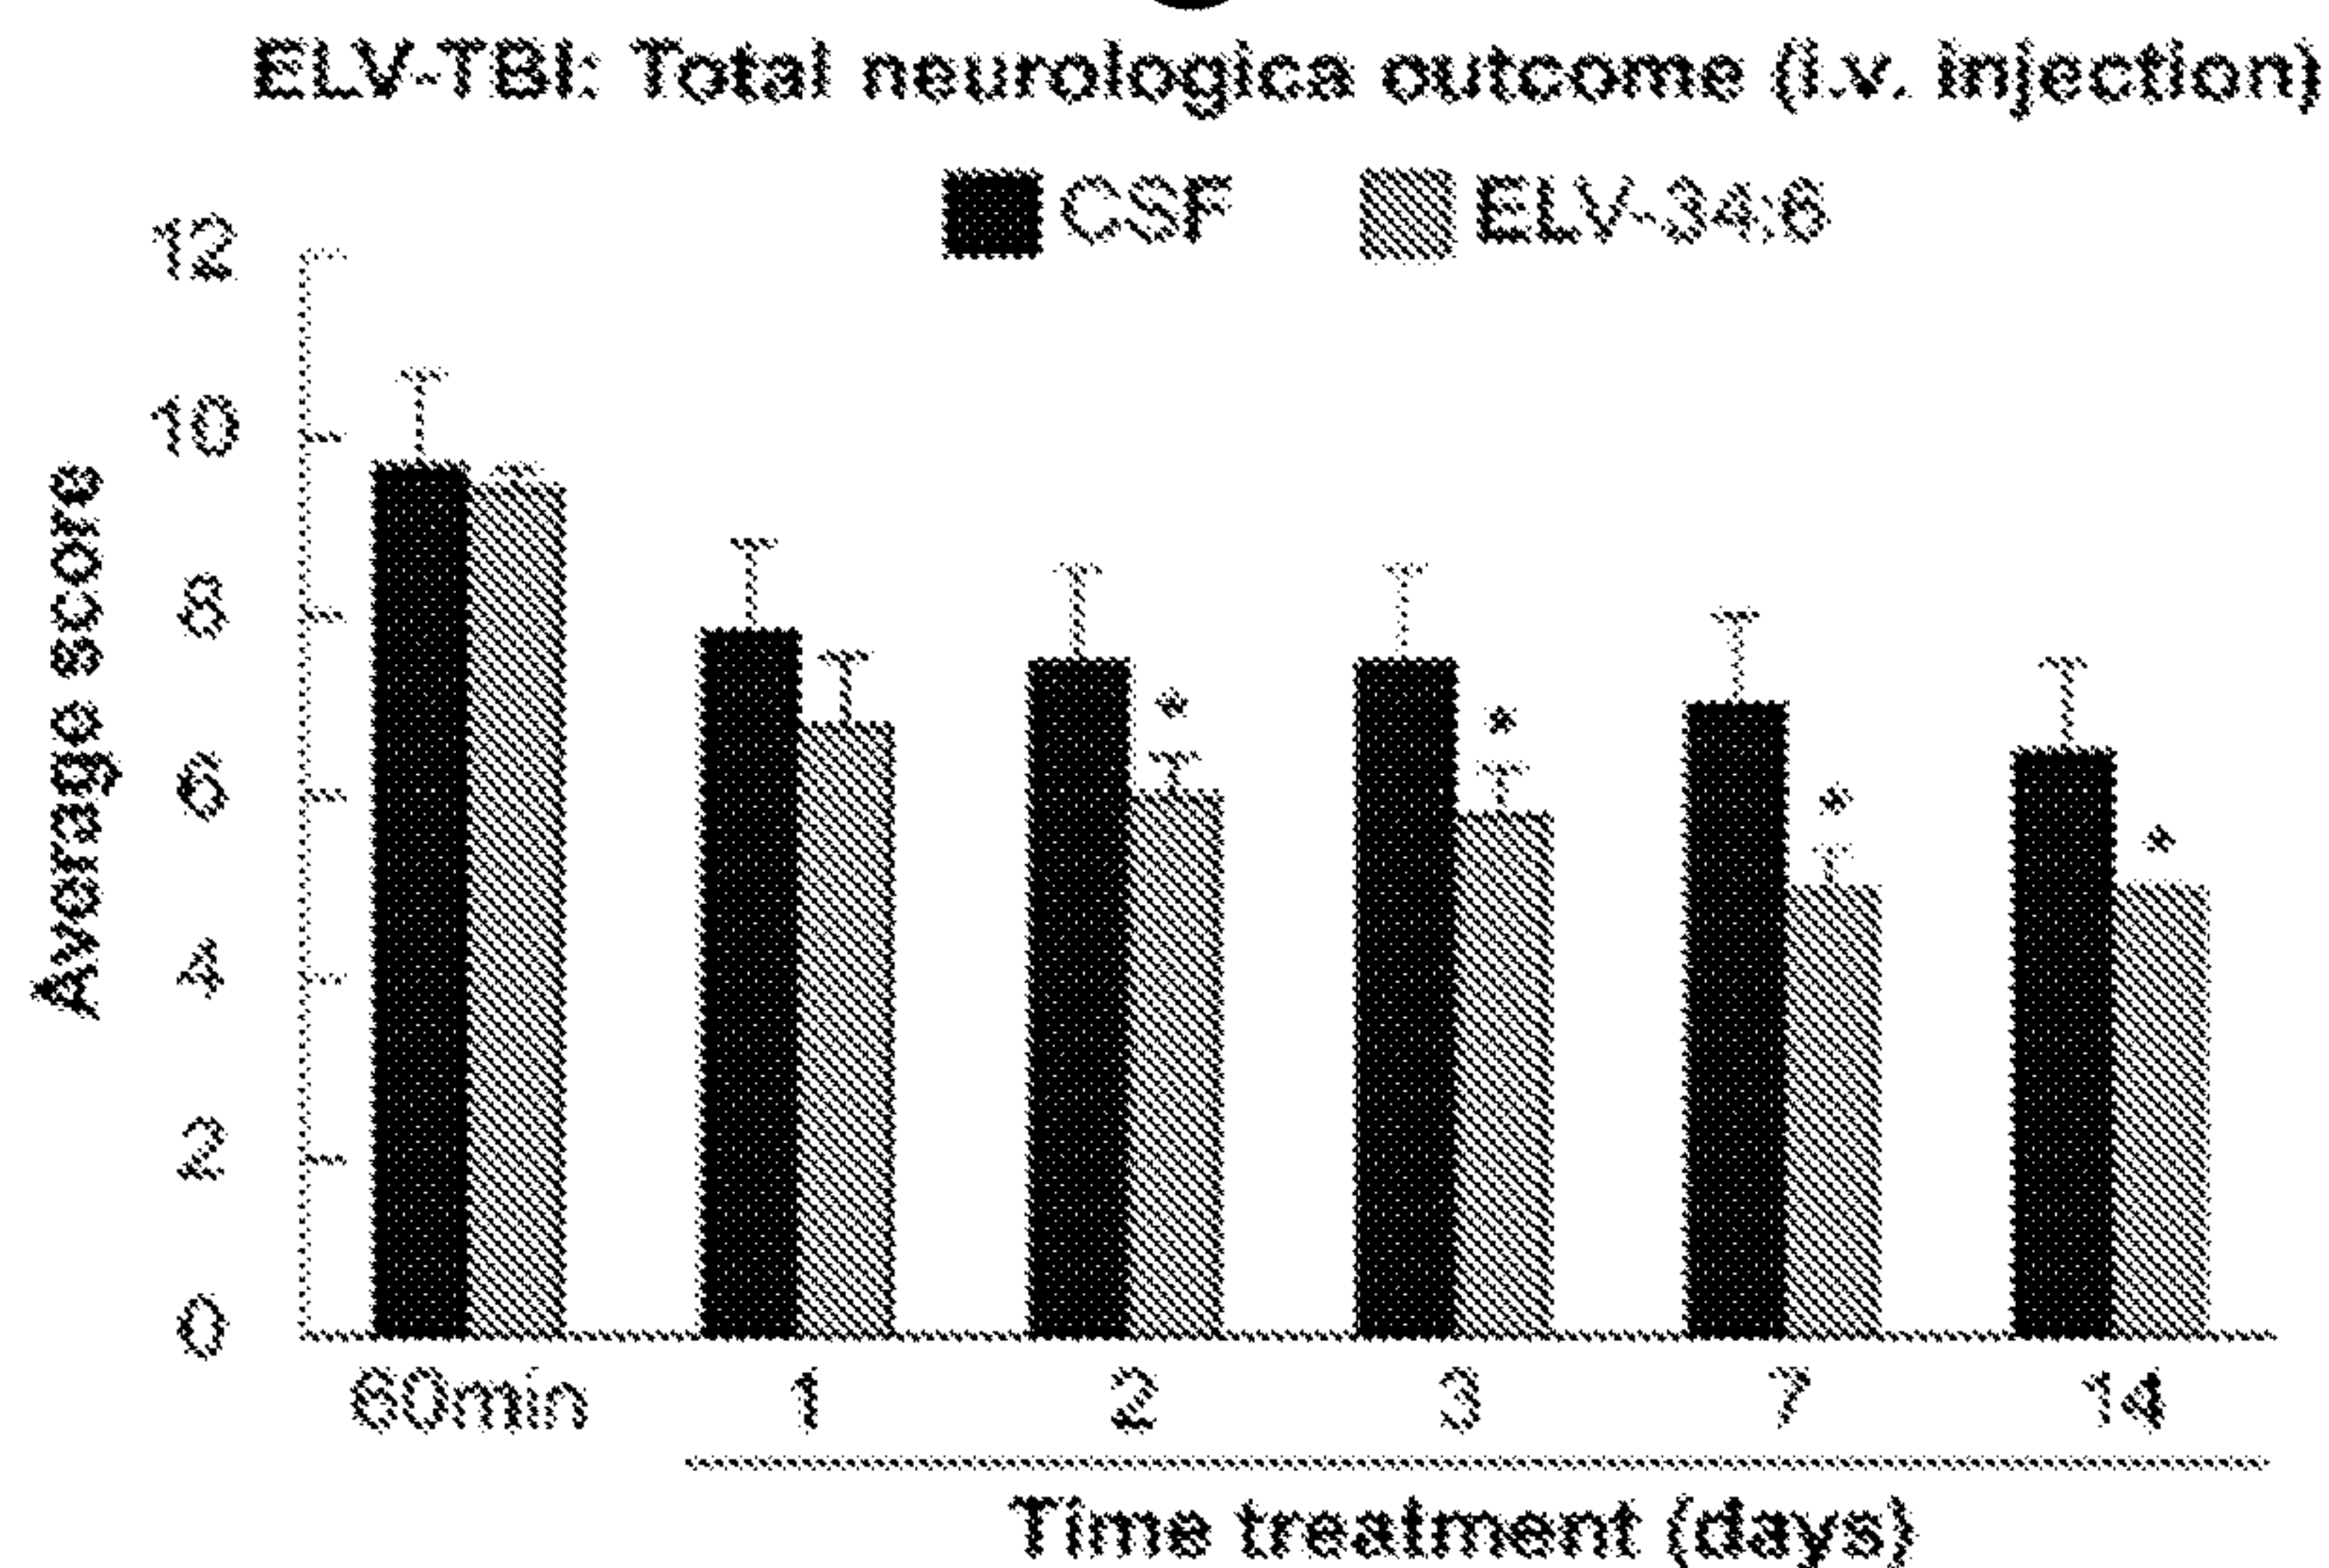 ELV-TBI: Total neurologica outcome (i.v. injection)
CSF
ELV-34:6
Average score
12
10
8
6
4
2
0
*
*
*
*
60min
1
2
3
7
14
Time treatment (days)